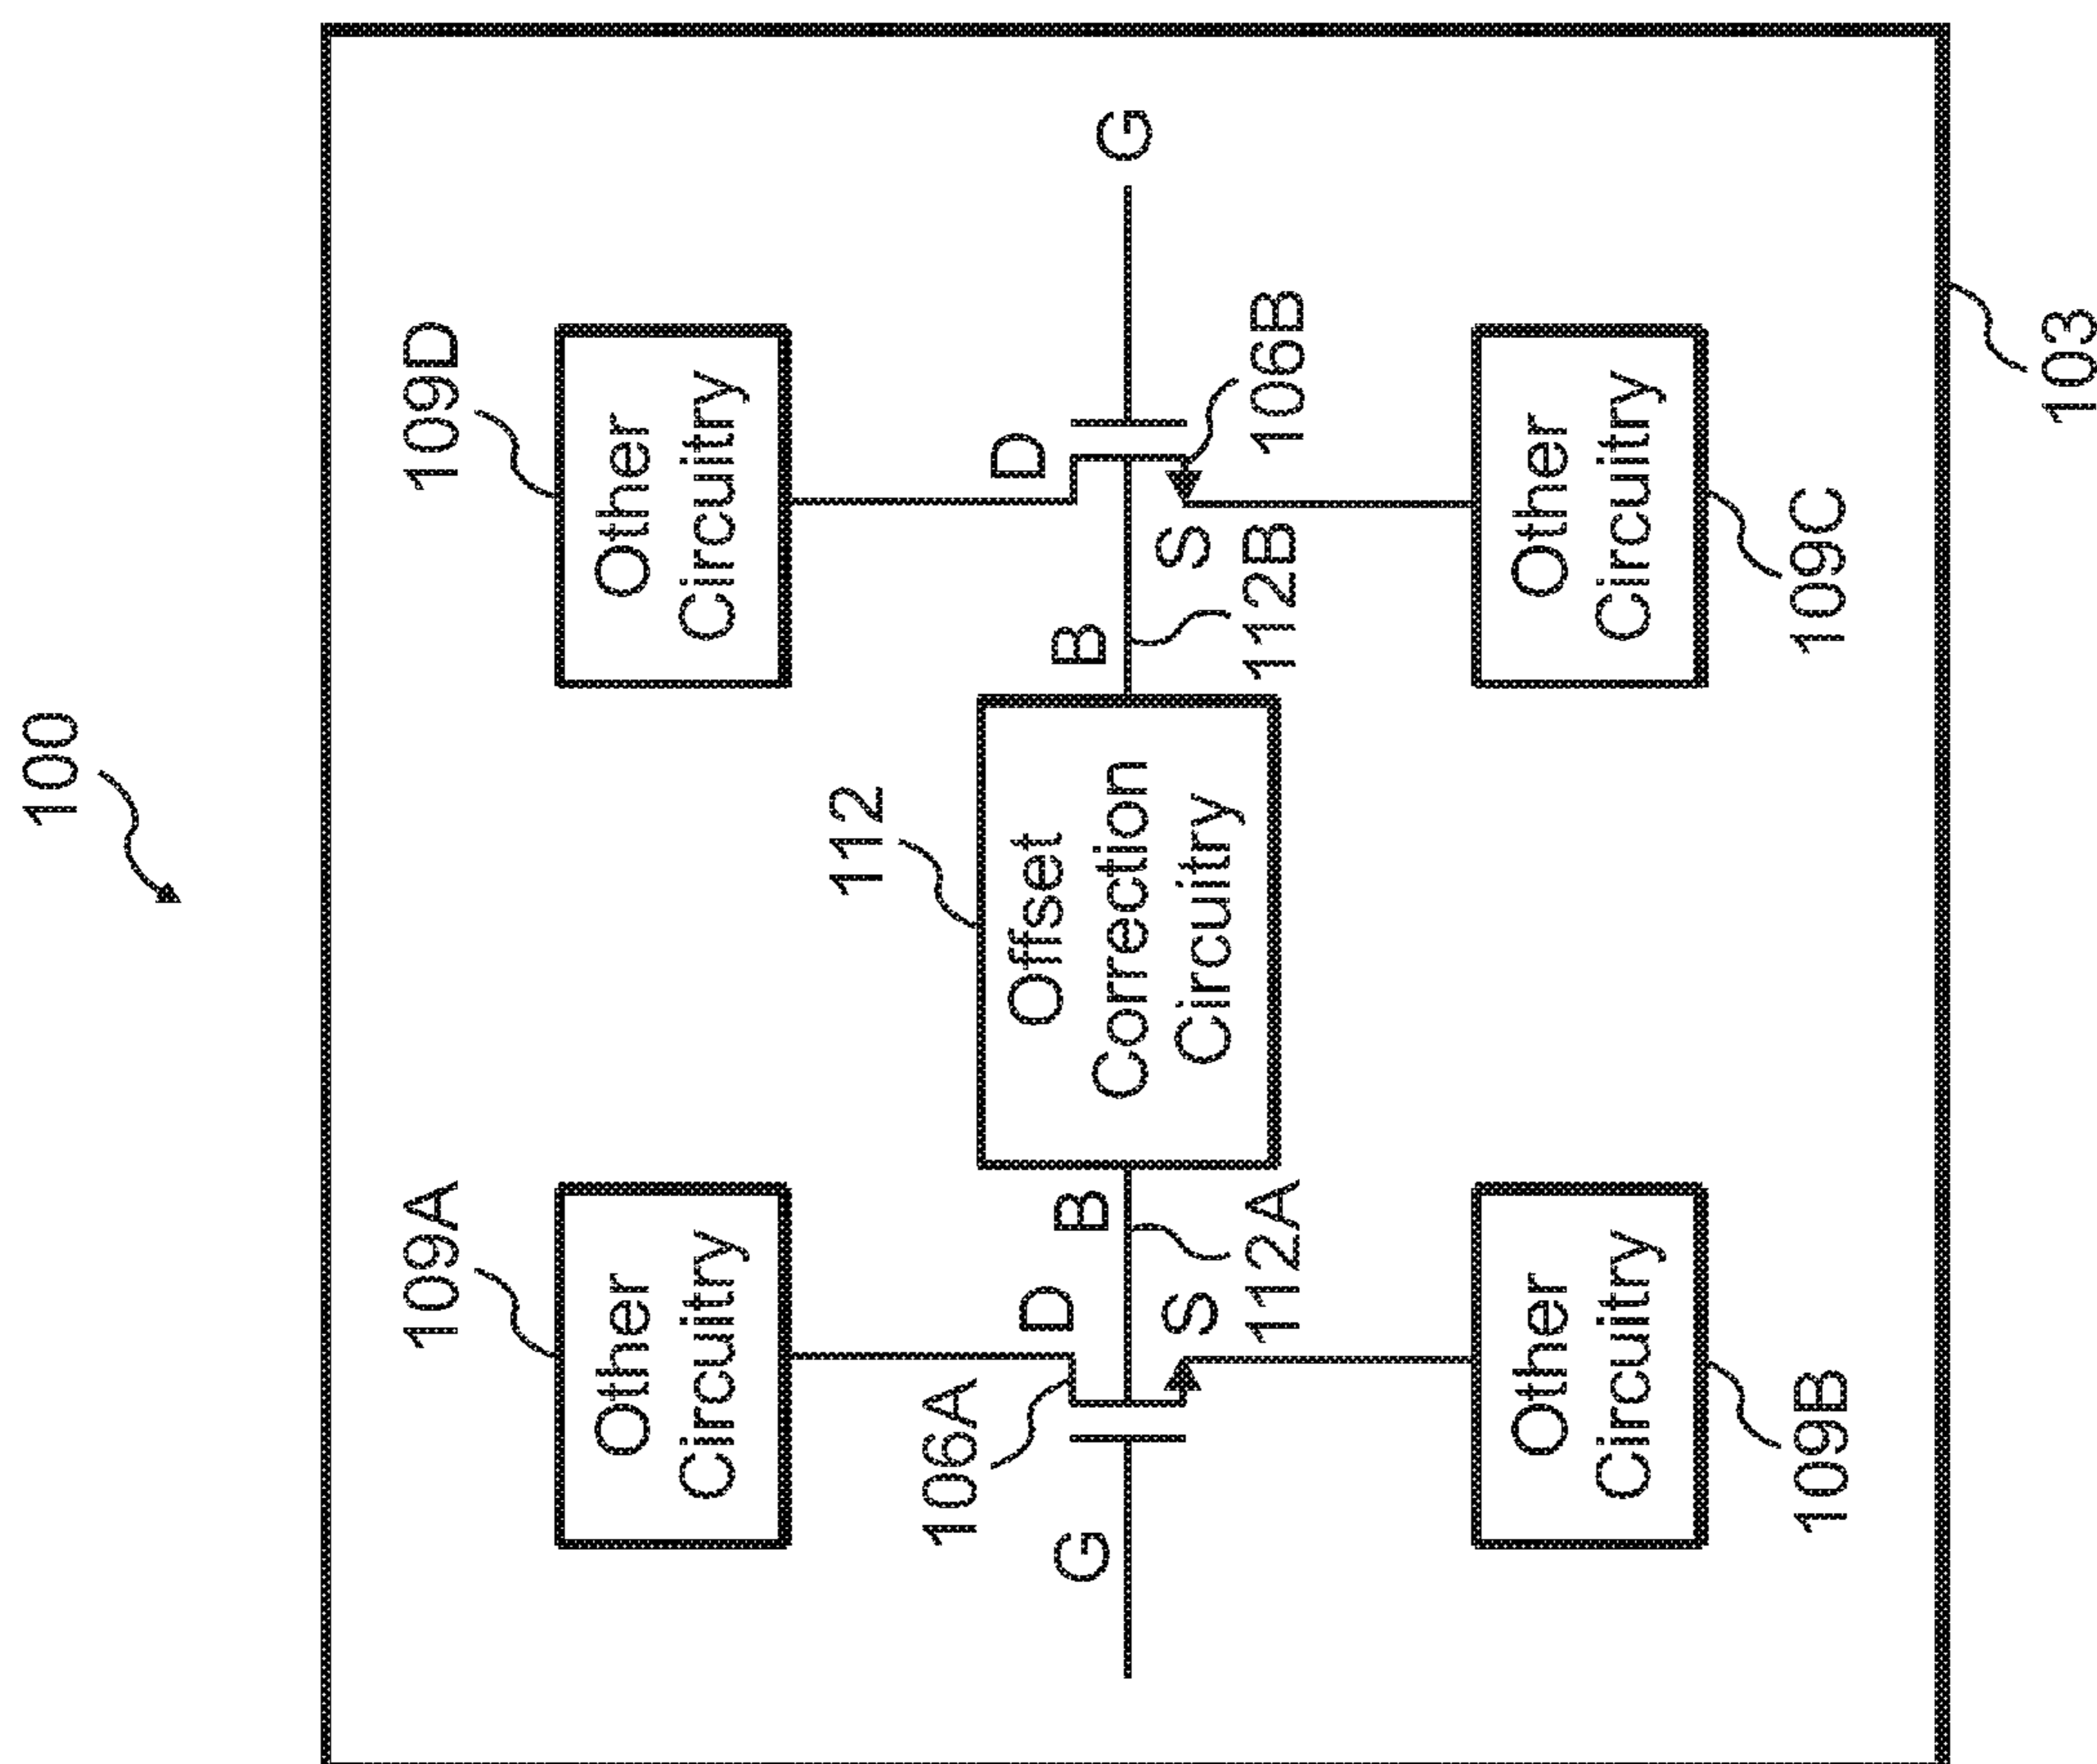 100
109A
Other
Circuitry
109D
Other
Circuitry
112
Offset
Correction
Circuitry
106A
G
D
B
S
112A
B
D
S
112B
106B
G
Other
Circuitry
109B
Other
Circuitry
109C
103